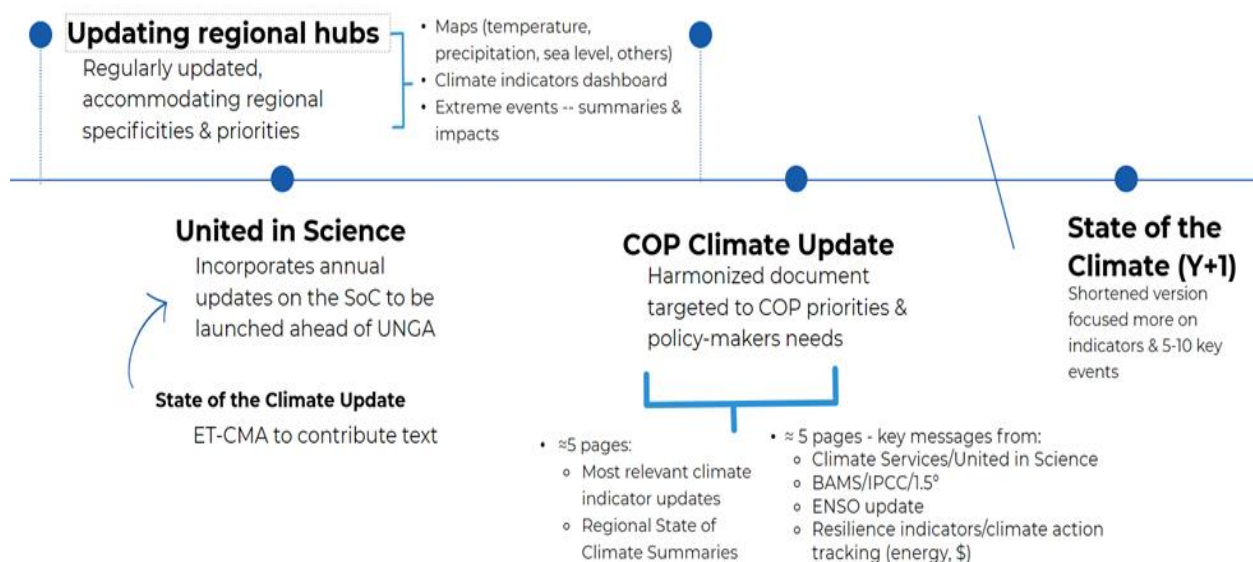 Updating regional hubs
Regularly updated,
accommodating regional
specificities & priorities
• Maps (temperature,
precipitation, sea level, others)
• Climate indicators dashboard
• Extreme events -- summaries &
impacts
United in Science
Incorporates annual
updates on the SoC to be
launched ahead of UNGA
State of the Climate Update
ET-CMA to contribute text
COP Climate Update
Harmonized document
targeted to COP priorities &
policy-makers needs
• ≈5 pages:
∘ Most relevant climate
indicator updates
∘ Regional State of
Climate Summaries
• ≈ 5 pages - key messages from:
∘ Climate Services/United in Science
∘ BAMS/IPCC/1.5°
∘ ENSO update
∘ Resilience indicators/climate action
tracking (energy, $)
State of the
Climate (Y+1)
Shortened version
focused more on
indicators & 5-10 key
events